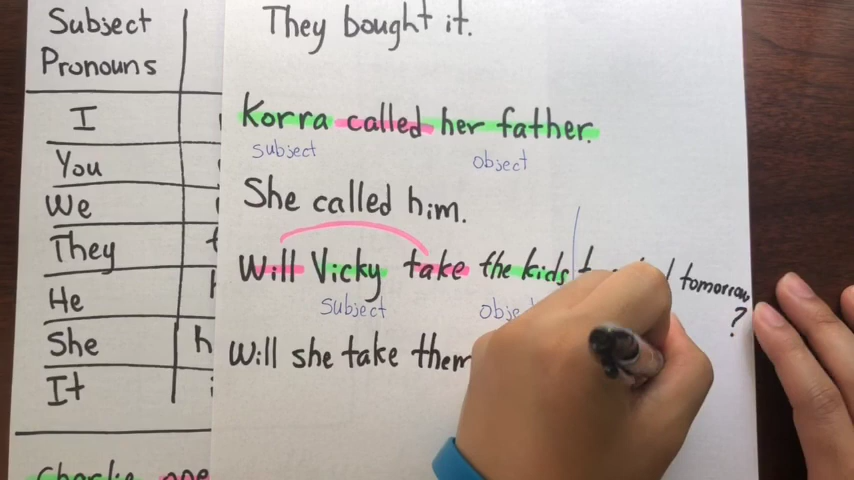 Subject
Pronouns
I
You
We
They
He
She
It
Charlie
They bought it.
Korra called her father.
subject
object
She called him.
Will Vicky take the kids tomorrow
?
subject
Will she take them